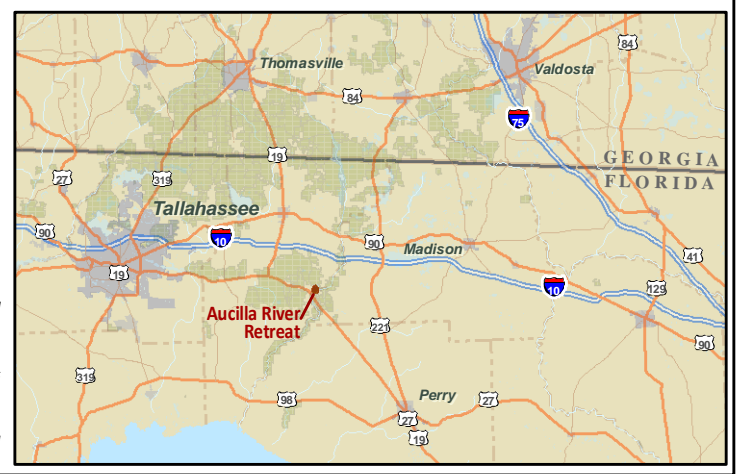 84
Thomasville
Valdosta
84
75
19
GEORGIA
FLORIDA
27
319
Tallahassee
90
10
90
Madison
41
19
10
129
Aucilla River
Retreat
221
90
319
Perry
98
27
27
19